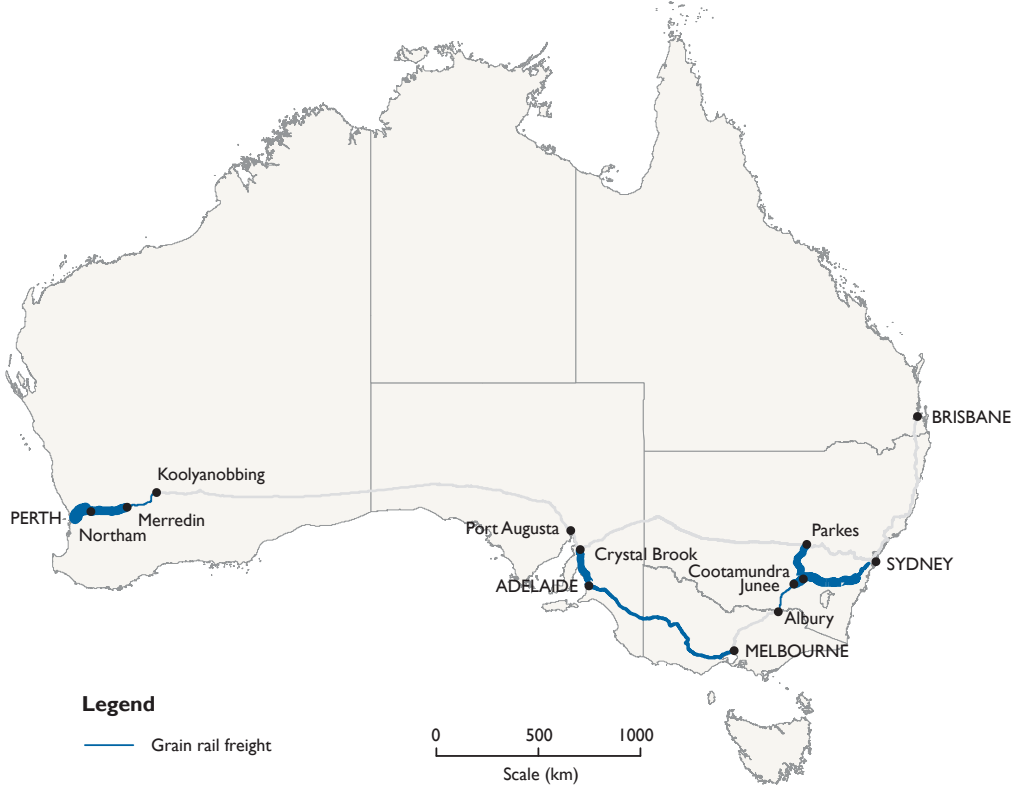 BRISBANE
Koolyanobbing
PERTH
Merredin
Northam
Port Augusta
Parkes
Crystal Brook
SYDNEY
Cootamundra
ADELAIDE
Junee
Albury
MELBOURNE
Legend
Grain rail freight
0 500 1000
Scale (km)